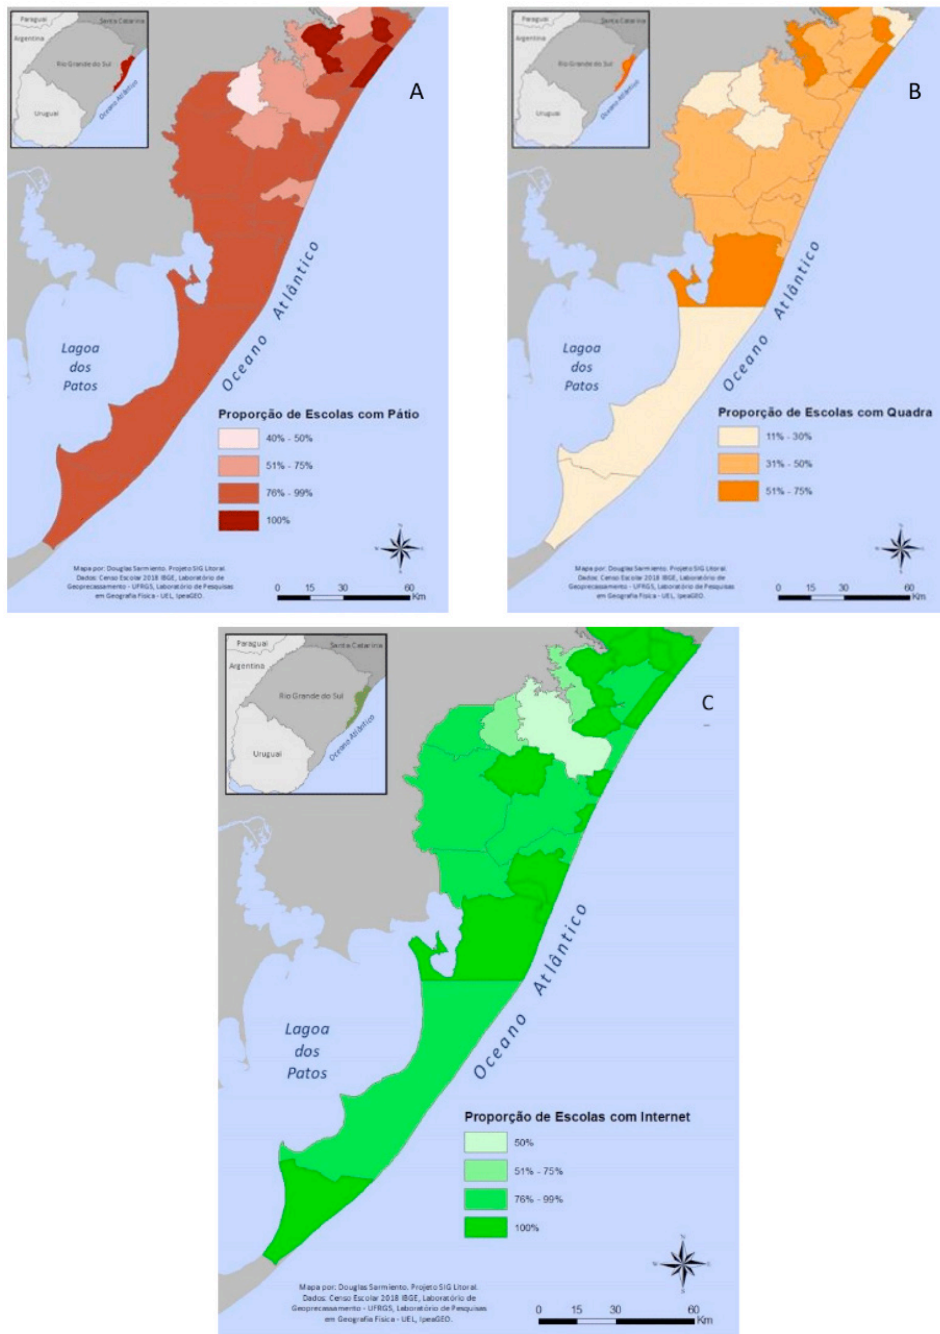 Paraguai
Santa Catarina
Argentina
Rio Grande do Sul
Uruguai
Oceano Atlântico
A
Oceano Atlântico
Lagoa
dos
Patos
Proporção de Escolas com Pátio
40% - 50%
51% - 75%
76% - 99%
100%
N
Mapa por: Douglas Sarmiento. Projeto SIG Litoral.
Dados: Censo Escolar 2018 IBGE, Laboratório de
Geoprecassamento - UFRGS, Laboratório de Pesquisas
em Geografia Física - UEL, IpeaGEO.
0 15 30 60
Km
Paraguai
Santa Catarina
Argentina
Rio Grande do Sul
Uruguai
Oceano Atlântico
B
Oceano Atlântico
Lagoa
dos
Patos
Proporção de Escolas com Quadra
11% - 30%
31% - 50%
51% - 75%
N
Mapa por: Douglas Sarmiento. Projeto SIG Litoral.
Dados: Censo Escolar 2018 IBGE, Laboratório de
Geoprecassamento - UFRGS, Laboratório de Pesquisas
em Geografia Física - UEL, IpeaGEO.
0 15 30 60
Km
Paraguai
Santa Catarina
Argentina
Rio Grande do Sul
Uruguai
Oceano Atlântico
C
Oceano Atlântico
Lagoa
dos
Patos
Proporção de Escolas com Internet
50%
51% - 75%
76% - 99%
100%
N
Mapa por: Douglas Sarmiento. Projeto SIG Litoral.
Dados: Censo Escolar 2018 IBGE, Laboratório de
Geoprecassamento - UFRGS, Laboratório de Pesquisas
em Geografia Física - UEL, IpeaGEO.
0 15 30 60
Km